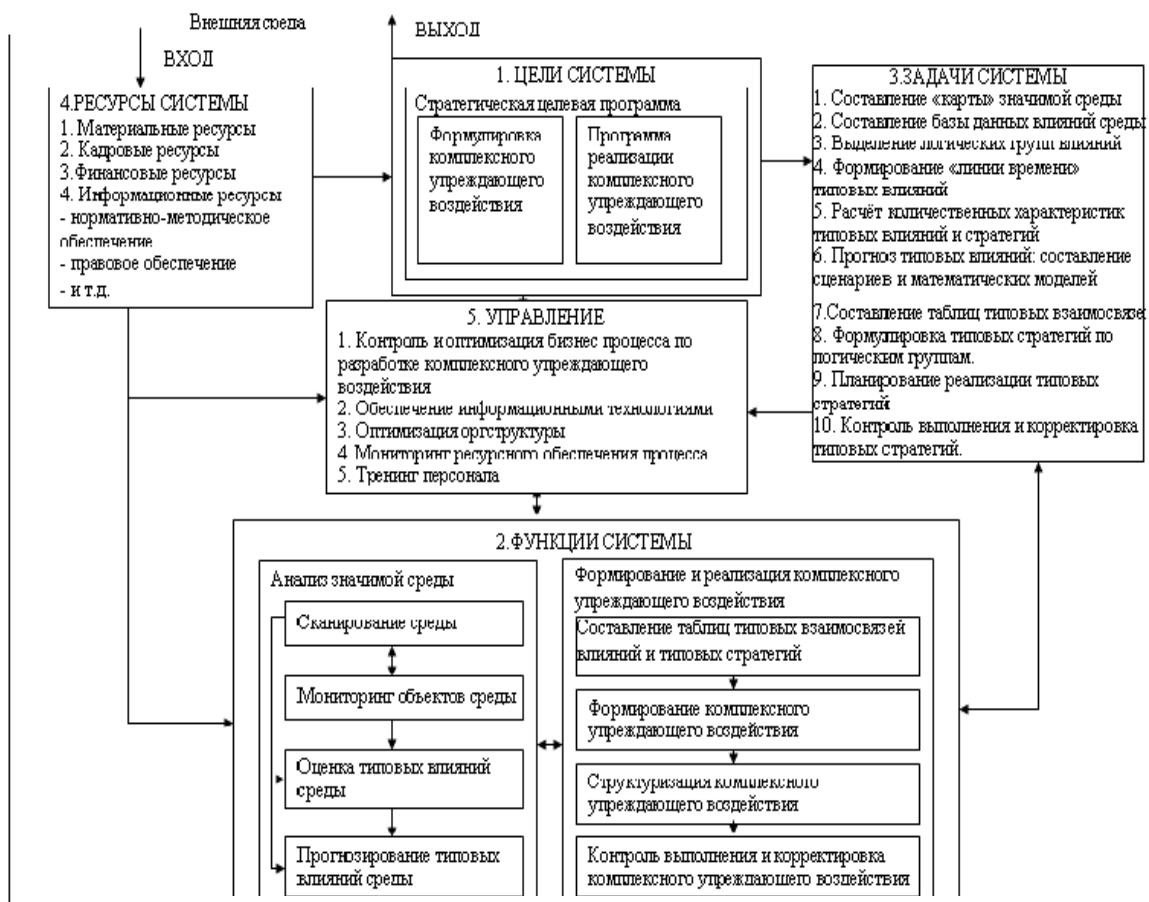 Внешняя среда
ВХОД
ВЫХОД
4.РЕСУРСЫ СИСТЕМЫ
1. Материальные ресурсы
2. Кадровые ресурсы
3.Финансовые ресурсы
4. Информационные ресурсы
- нормативно-методическое
обеспечение
- правовое обеспечение
- и т.д.
1. ЦЕЛИ СИСТЕМЫ
Стратегическая целевая программа
Формулировка
комплексного
упреждающего
воздействия
Программа
реализации
комплексного
упреждающего
воздействия
3.ЗАДАЧИ СИСТЕМЫ
1. Составление «карты» значимой среды
2. Составление базы данных влияний среды
3. Выделение логических групп влияний
4. Формирование «линии времени»
типовых влияний
5. Расчёт количественных характеристик
типовых влияний и стратегий
6. Прогноз типовых влияний: составление
сценариев и математических моделей
7.Составление таблиц типовых взаимосвязе
8. Формулировка типовых стратегий по
логическим группам.
9. Планирование реализации типовых
стратегий
10. Контроль выполнения и корректировка
типовых стратегий.
5. УПРАВЛЕНИЕ
1. Контроль и оптимизация бизнес процесса по
разработке комплексного упреждающего
воздействия
2. Обеспечение информационными технологиями
3. Оптимизация оргструктуры
4. Мониторинг ресурсного обеспечения процесса
5. Тренинг персонала
2.ФУНКЦИИ СИСТЕМЫ
Анализ значимой среды
Сканирование среды
Мониторинг объектов среды
Оценка типовых влияний
среды
Прогнозирование типовых
влияний среды
Формирование и реализация комплексного
упреждающего воздействия
Составление таблиц типовых взаимосвязей
влияний и типовых стратегий
Формирование комплексного
упреждающего воздействия
Структуризация комплексного
упреждающего воздействия
Контроль выполнения и корректировка
комплексного упреждающего воздействия